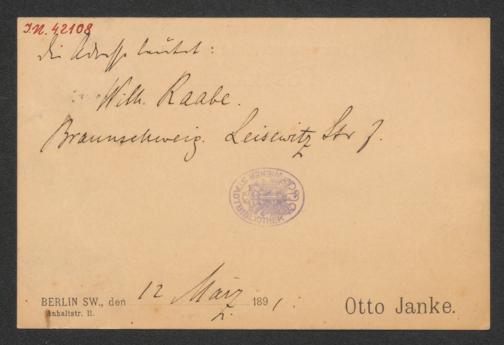 I.N. 42108
Die Adresse lautet:
Wilh. Raabe.
Braunschweig. Leisewitz Str 7.
BERLIN SW., den 12 März 1891.
Anhaltstr. 11.
Otto Janke.